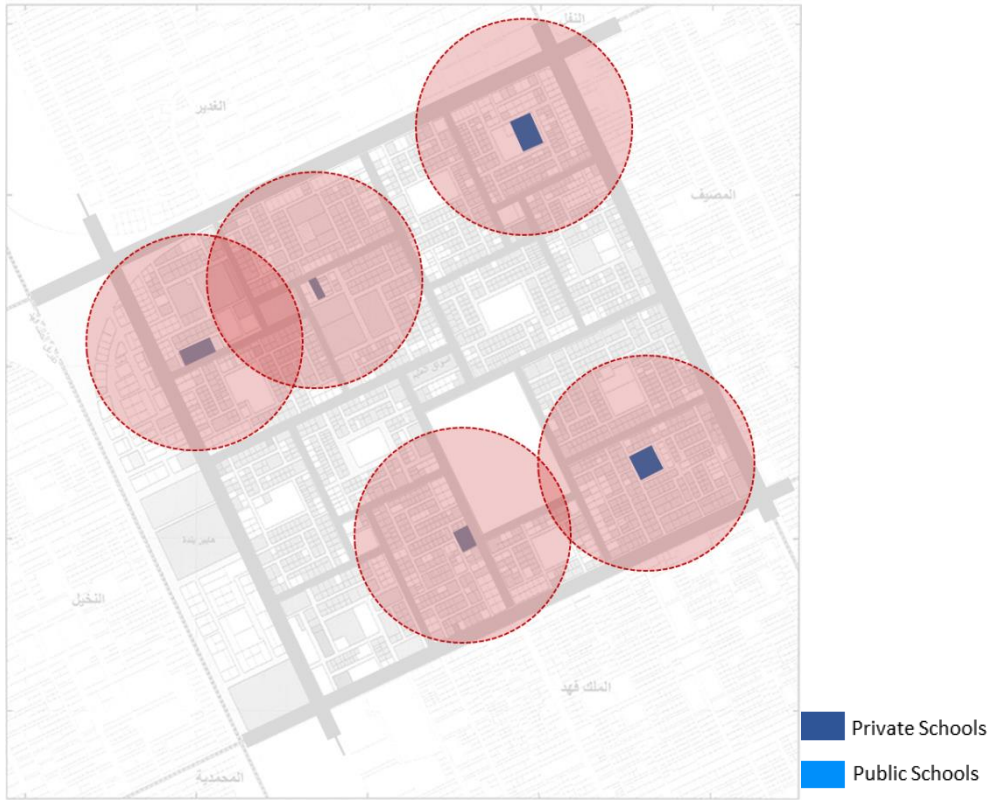 النفل
الغدير
المصيف
النخيل
الملك فهد
المحمدية
Private Schools
Public Schools